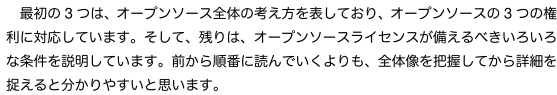 最初の３つは、オープンソース全体の考え方を表しており、オープンソースの３つの権
利に対応しています。そして、残りは、オープンソースライセンスが備えるべきいろいろ
な条件を説明しています。前から順番に読んでいくよりも、全体像を把握してから詳細を
捉えると分かりやすいと思います。